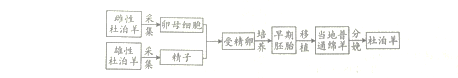 雌性杜泊羊 采集 卵母细胞
雄性杜泊羊 采集 精子
受精卵 培养 早期胚胎 移植 当地普通绵羊 分娩 杜泊羊